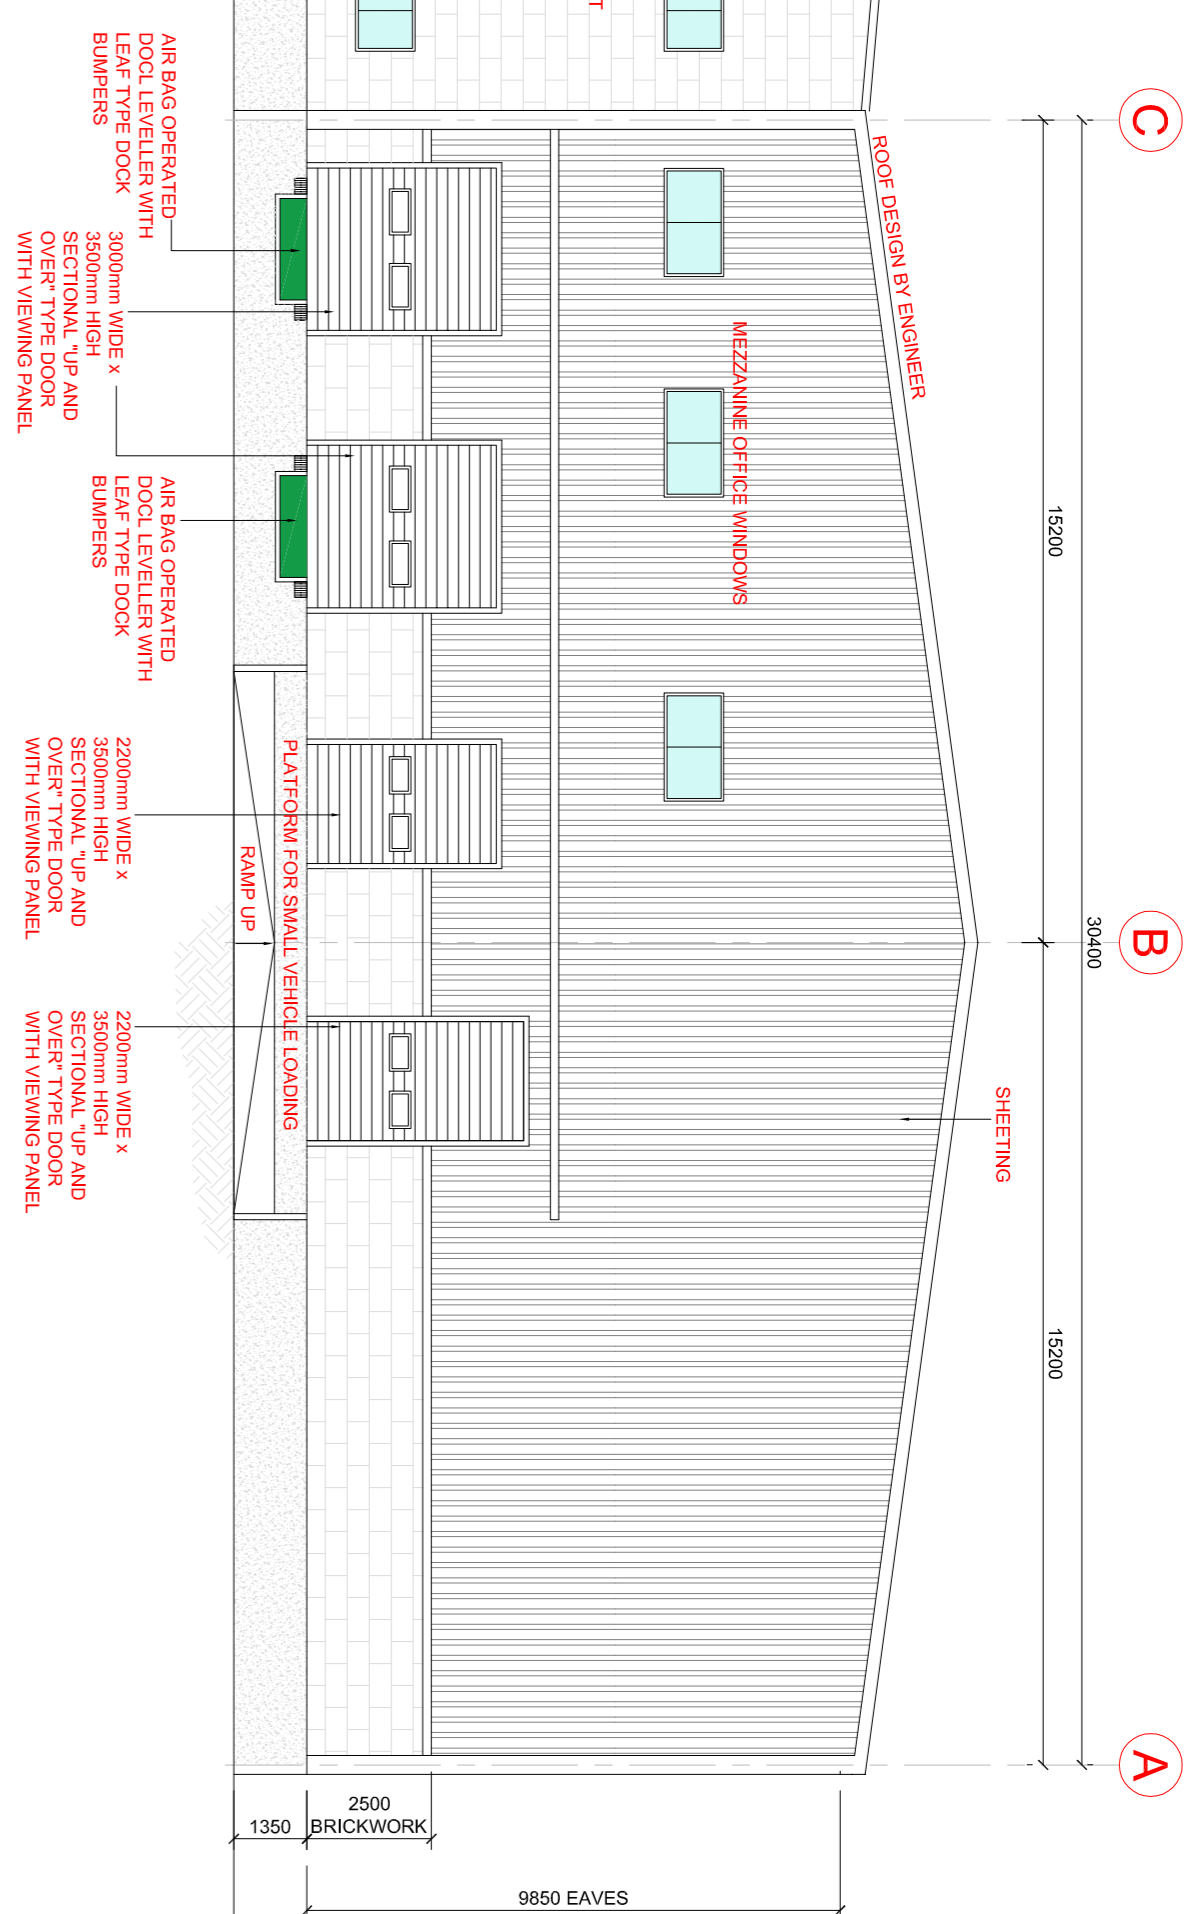 C
B
A
30400
15200
15200
ROOF DESIGN BY ENGINEER
SHEETING
MEZZANINE OFFICE WINDOWS
T
PLATFORM FOR SMALL VEHICLE LOADING
RAMP UP
AIR BAG OPERATED
DOCL LEVELLER WITH
LEAF TYPE DOCK
BUMPERS
3000mm WIDE x
3500mm HIGH
SECTIONAL "UP AND
OVER" TYPE DOOR
WITH VIEWING PANEL
AIR BAG OPERATED
DOCL LEVELLER WITH
LEAF TYPE DOCK
BUMPERS
2200mm WIDE x
3500mm HIGH
SECTIONAL "UP AND
OVER" TYPE DOOR
WITH VIEWING PANEL
2200mm WIDE x
3500mm HIGH
SECTIONAL "UP AND
OVER" TYPE DOOR
WITH VIEWING PANEL
1350
2500
BRICKWORK
9850 EAVES